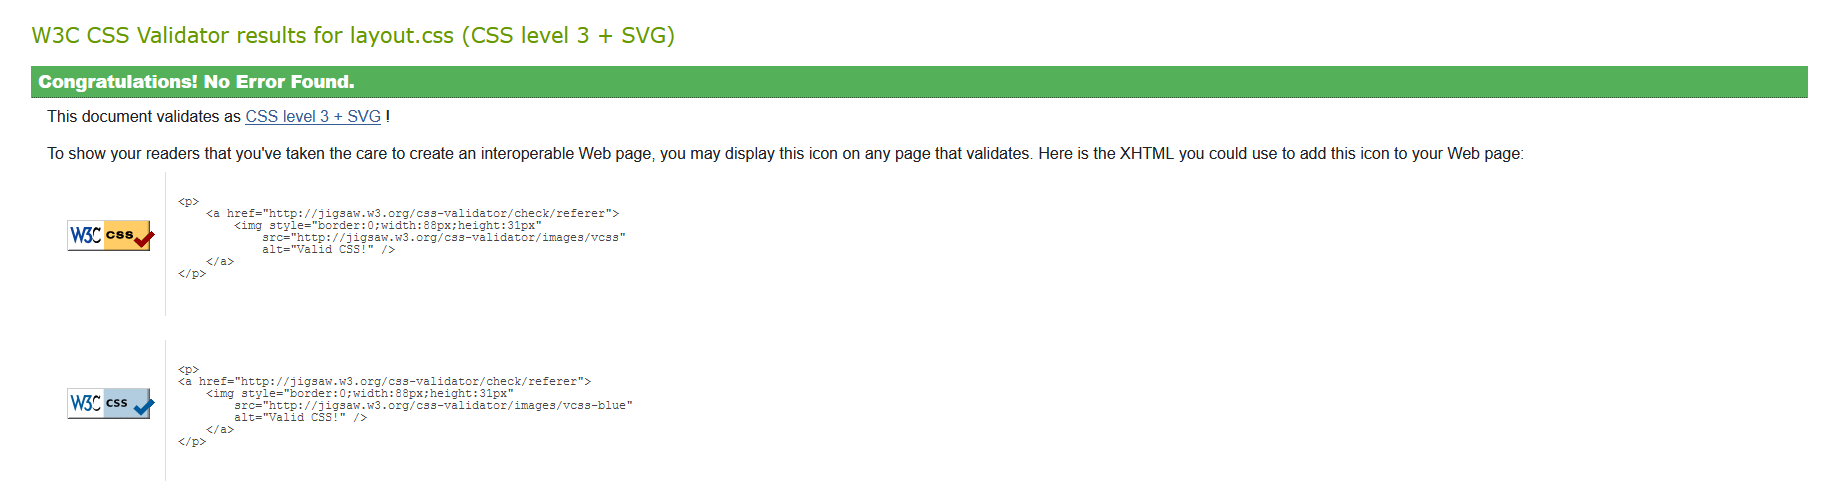 W3C CSS Validator results for layout.css (CSS level 3 + SVG)
Congratulations! No Error Found.
This document validates as CSS level 3 + SVG !
To show your readers that you've taken the care to create an interoperable Web page, you may display this icon on any page that validates. Here is the XHTML you could use to add this icon to your Web page:
W3C css
<p>
    <a href="http://jigsaw.w3.org/css-validator/check/referer">
        <img style="border:0;width:88px;height:31px"
            src="http://jigsaw.w3.org/css-validator/images/vcss"
            alt="Valid CSS!" />
    </a>
</p>
W3C css
<p>
<a href="http://jigsaw.w3.org/css-validator/check/referer">
    <img style="border:0;width:88px;height:31px"
        src="http://jigsaw.w3.org/css-validator/images/vcss-blue"
        alt="Valid CSS!" />
    </a>
</p>